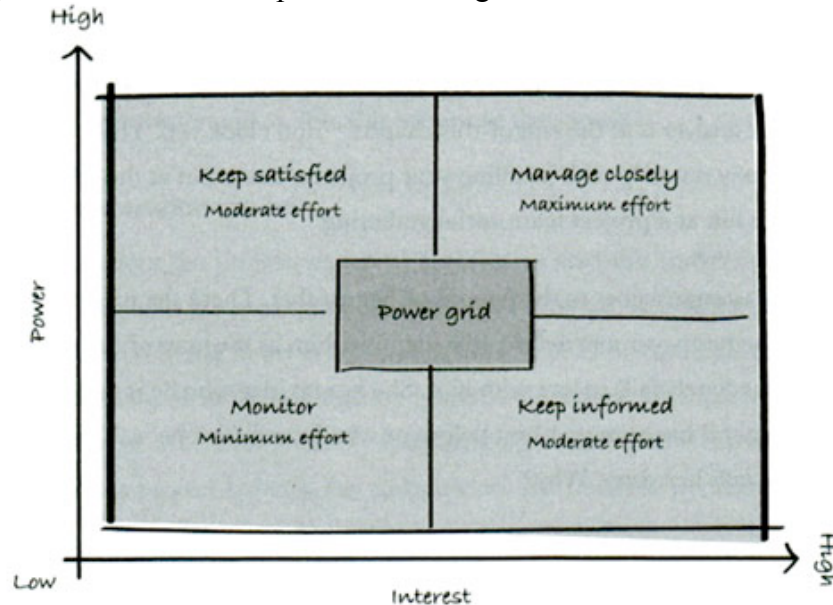 High
Keep satisfied
Moderate effort
Manage closely
Maximum effort
Power
Power grid
Monitor
Minimum effort
Keep informed
Moderate effort
Low
Interest
High